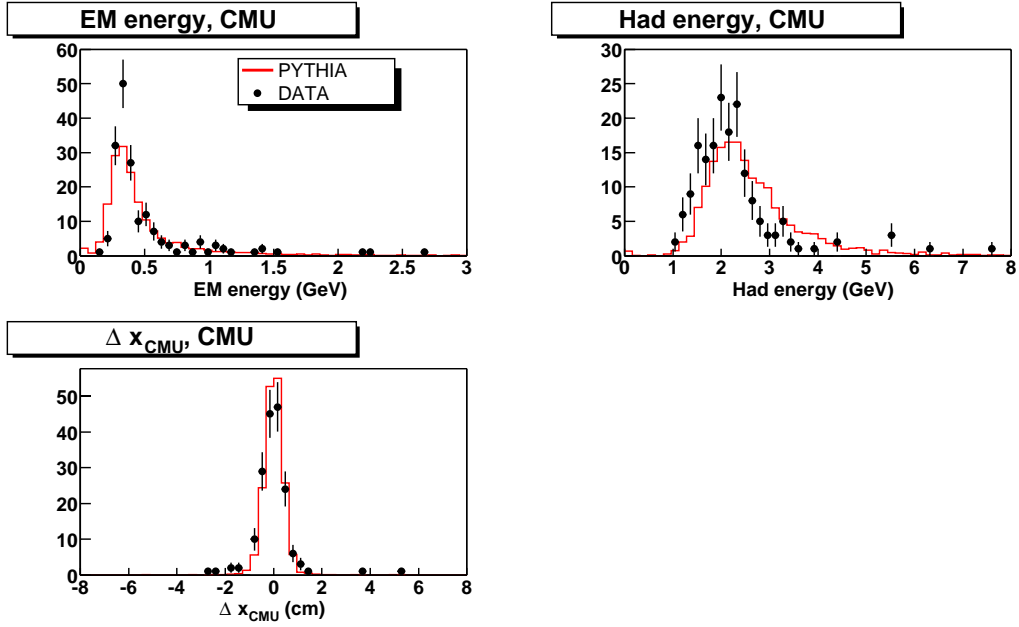 EM energy, CMU
60
50
40
30
20
10
0
PYTHIA
DATA
0 0.5 1 1.5 2 2.5 3
EM energy (GeV)
Had energy, CMU
30
25
20
15
10
5
0
0 1 2 3 4 5 6 7 8
Had energy (GeV)
Δ xCMU, CMU
50
40
30
20
10
0
-8 -6 -4 -2 0 2 4 6 8
Δ xCMU (cm)